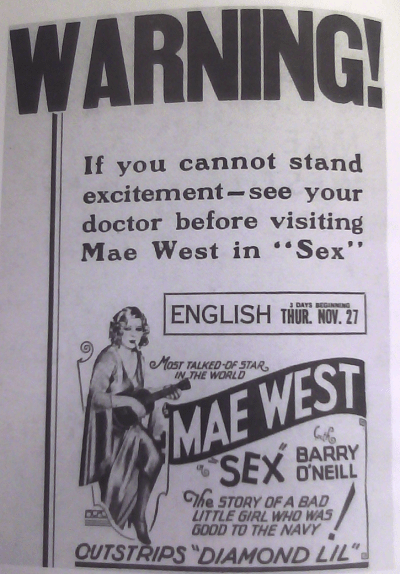 WARNING!
If you cannot stand
excitement—see your
doctor before visiting
Mae West in "Sex"
ENGLISH
3 DAYS BEGINNING
THUR. NOV. 27
MOST TALKED-OF STAR
IN THE WORLD
MAE WEST
in "SEX"
BARRY
O'NEILL
The STORY OF A BAD
LITTLE GIRL WHO WAS
GOOD TO THE NAVY!
OUTSTRIPS "DIAMOND LIL"